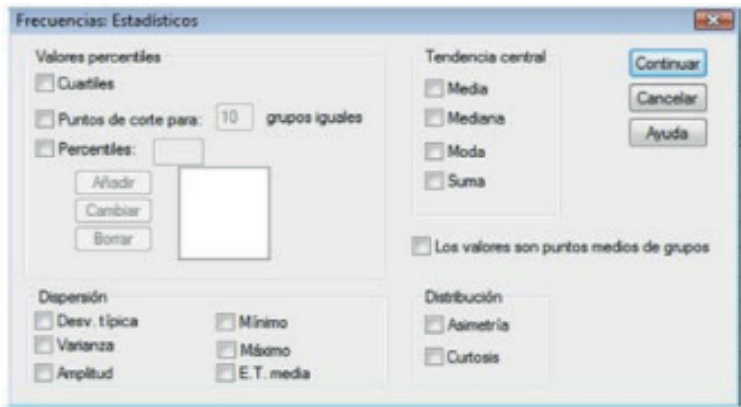 Frecuencias: Estadísticos
Valores percentiles
Cuartiles
Puntos de corte para: 10 grupos iguales
Percentiles:
Añadir
Cambiar
Borrar
Tendencia central
Media
Mediana
Moda
Suma
Continuar
Cancelar
Ayuda
Los valores son puntos medios de grupos
Dispersión
Desv. típica
Varianza
Amplitud
Mínimo
Máximo
E.T. media
Distribución
Asimetría
Curtosis